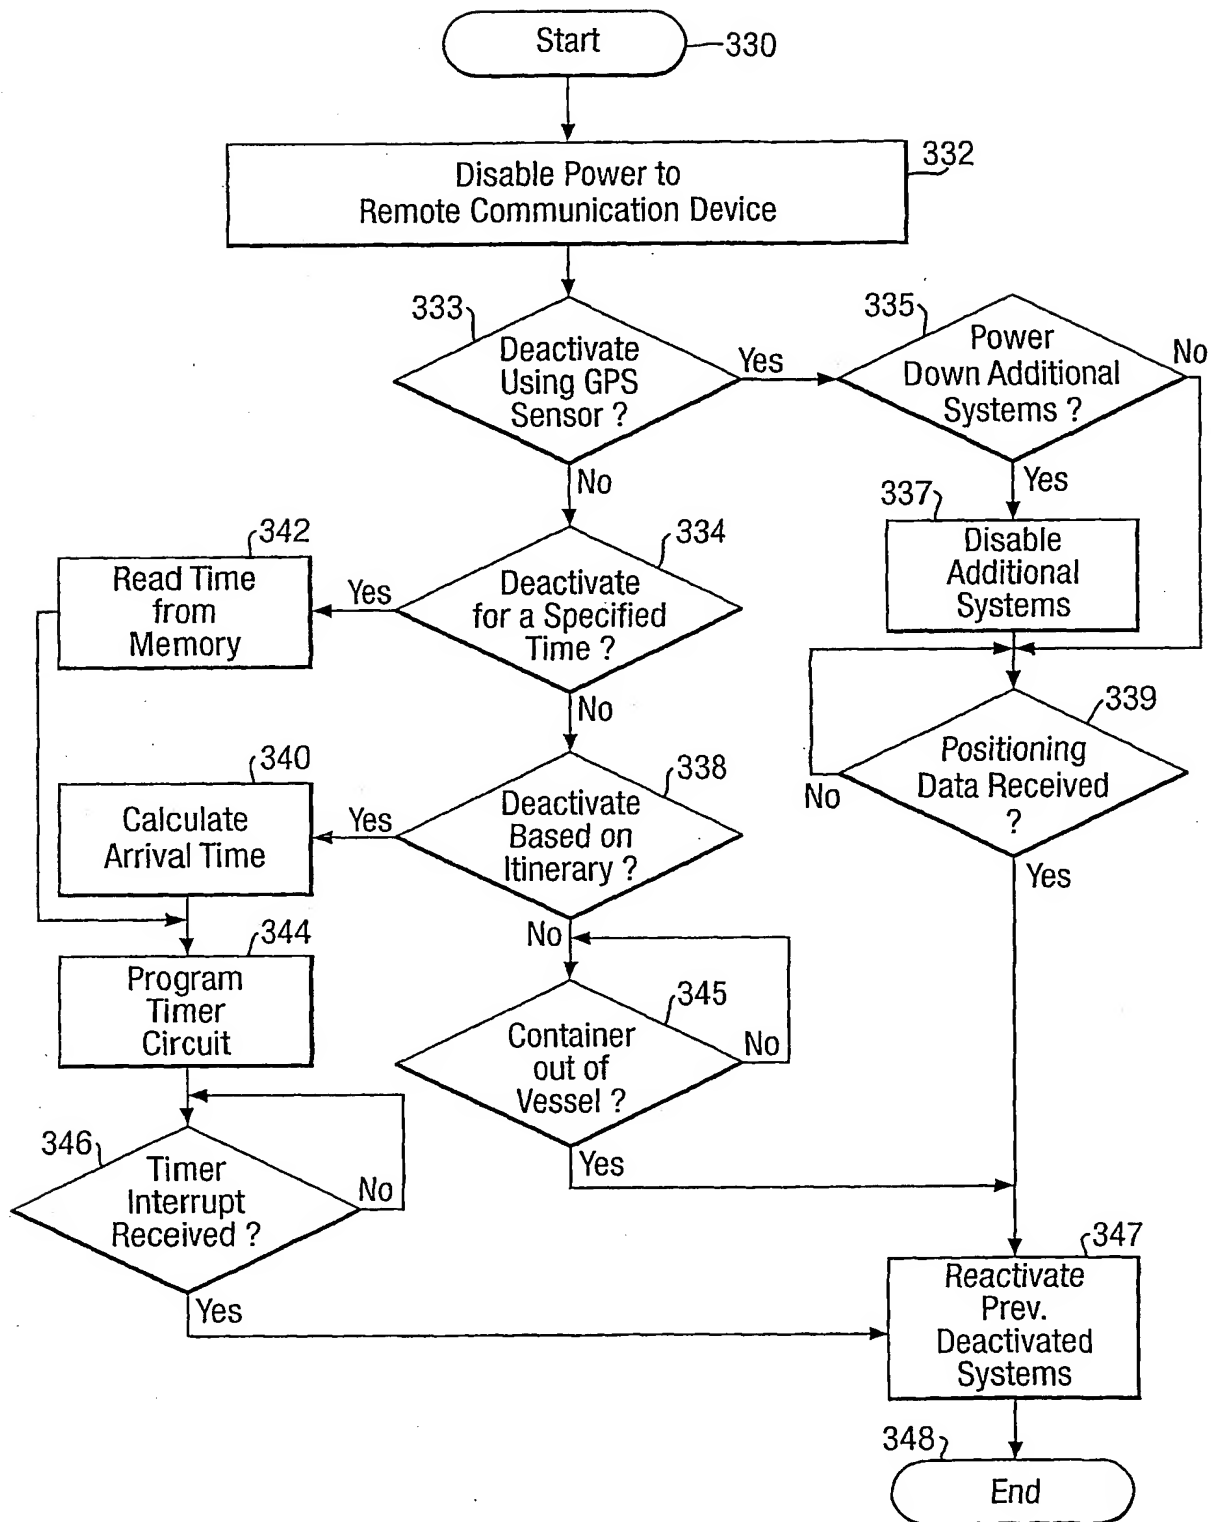 Start
330
332
Disable Power to
Remote Communication Device
333
Deactivate
Using GPS
Sensor ?
Yes
No
335
Power
Down Additional
Systems ?
No
Yes
337
Disable
Additional
Systems
334
Deactivate
for a Specified
Time ?
Yes
No
342
Read Time
from
Memory
339
Positioning
Data Received
?
No
Yes
338
Deactivate
Based on
Itinerary ?
Yes
No
340
Calculate
Arrival Time
344
Program
Timer
Circuit
345
Container
out of
Vessel ?
No
Yes
346
Timer
Interrupt
Received ?
No
Yes
347
Reactivate
Prev.
Deactivated
Systems
348
End